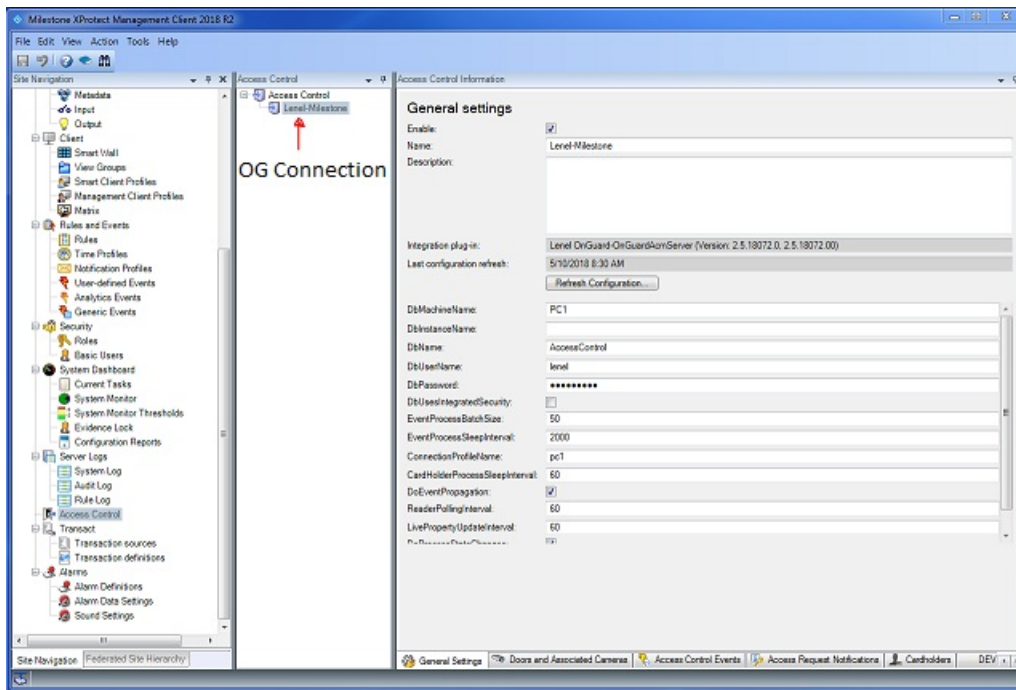 Milestone XProtect Management Client 2018 R2
File Edit View Action Tools Help
Site Navigation
Metadata
Input
Output
Client
Smart Wall
View Groups
Smart Client Profiles
Management Client Profiles
Matrix
Rules and Events
Rules
Time Profiles
Notification Profiles
User-defined Events
Analytics Events
Generic Events
Security
Roles
Basic Users
System Dashboard
Current Tasks
System Monitor
System Monitor Thresholds
Evidence Lock
Configuration Reports
Server Logs
System Log
Audit Log
Rule Log
Access Control
Transact
Transaction sources
Transaction definitions
Alarms
Alarm Definitions
Alarm Data Settings
Sound Settings
Site Navigation Federated Site Hierarchy
Access Control
Access Control
Lenel-Milestone
OG Connection
Access Control Information
General settings
Enable:
Name: Lenel-Milestone
Description:
Integration plug-in: Lenel OnGuard-OnGuardAcmServer (Version: 2.5.18072.0, 2.5.18072.00)
Last configuration refresh: 5/10/2018 8:30 AM
Refresh Configuration...
DbMachineName: PC1
DbInstanceName:
DbName: AccessControl
DbUserName: lenel
DbPassword: •••••••••
DbUsesIntegratedSecurity:
EventProcessBatchSize: 50
EventProcessSleepInterval: 2000
ConnectionProfileName: pc1
CardHolderProcessSleepInterval: 60
DoEventPropagation:
ReaderPollingInterval: 60
LivePropertyUpdateInterval: 60
General Settings Doors and Associated Cameras Access Control Events Access Request Notifications Cardholders DEV